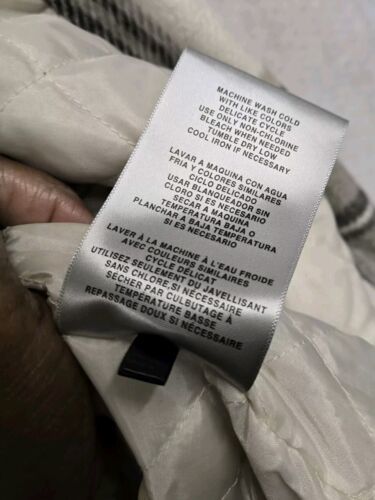 MACHINE WASH COLD
WITH LIKE COLORS
DELICATE CYCLE
USE ONLY NON-CHLORINE
BLEACH WHEN NEEDED
TUMBLE DRY LOW
COOL IRON IF NECESSARY
LAVAR A MAQUINA CON AGUA
FRIA Y COLORES SIMILARES
CICLO DELICADO
USAR BLANQUEADOR SIN
CLORO SI ES NECESARIO
SECAR A MAQUINA
TEMPERATURA BAJA O
PLANCHAR A BAJA TEMPERATURA
SI ES NECESARIO
LAVER À LA MACHINE À L'EAU FROIDE
AVEC COULEURS SIMILAIRES
CYCLE DÉLICAT
UTILISEZ SEULEMENT DU JAVELLISANT
SANS CHLORE.SI NÉCESSAIRE
SECHER PAR CULBUTAGE À
TEMPÉRATURE BASSE
REPASSAGE DOUX.SI NÉCESSAIRE